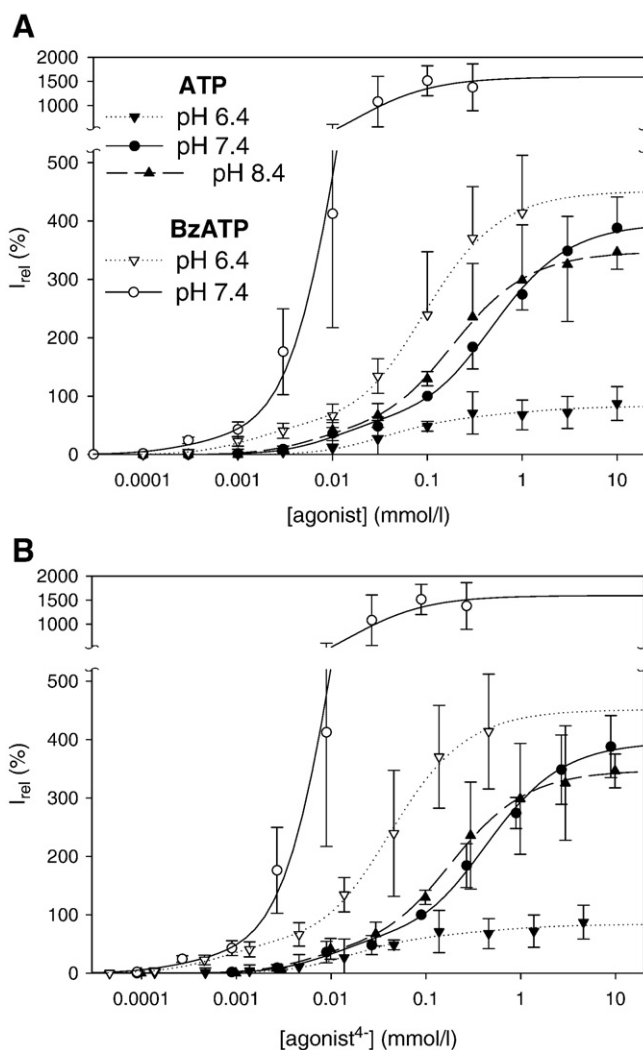 A
2000
1500
1000
500
400
300
200
100
0
I rel (%)
ATP
pH 6.4
pH 7.4
pH 8.4
BzATP
pH 6.4
pH 7.4
0.0001 0.001 0.01 0.1 1 10
[agonist] (mmol/l)
B
2000
1500
1000
500
400
300
200
100
0
I rel (%)
0.0001 0.001 0.01 0.1 1 10
[agonist⁴⁻] (mmol/l)